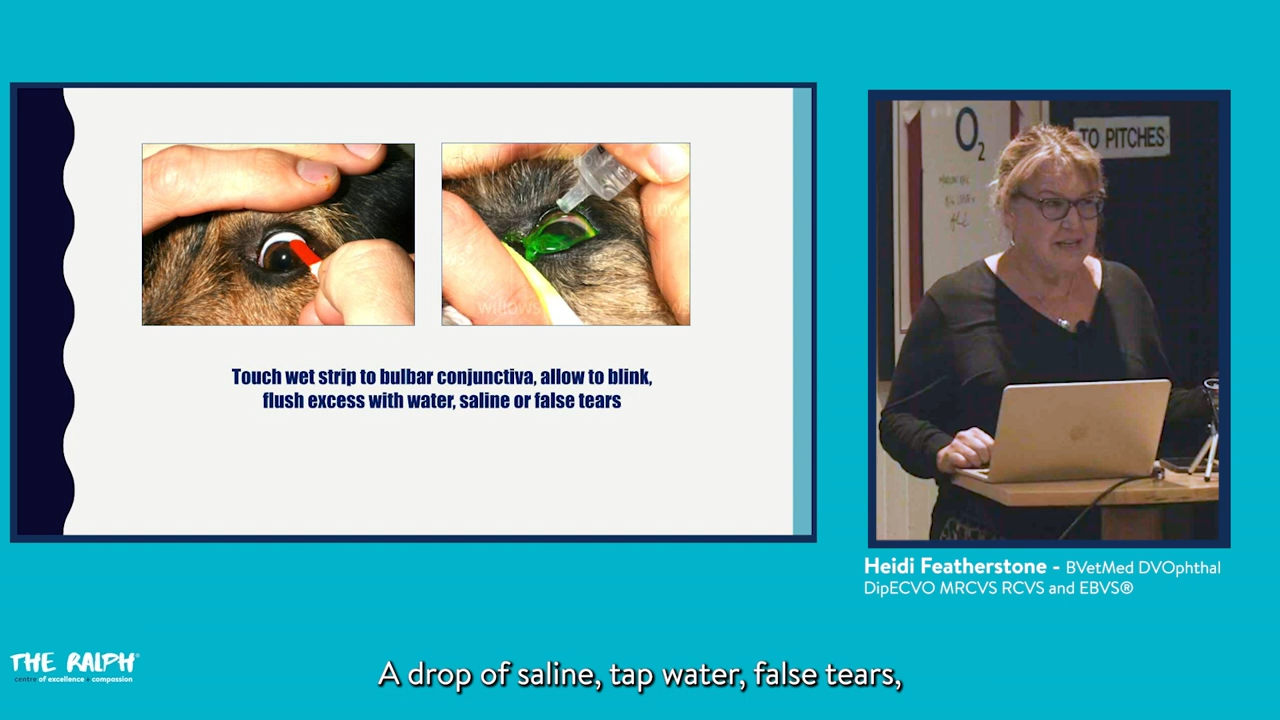 Touch wet strip to bulbar conjunctiva, allow to blink,
flush excess with water, saline or false tears
willows
O2
TO PITCHES
Heidi Featherstone - BVetMed DVOphthal
DipECVO MRCVS RCVS and EBVS®
THE RALPH®
centre of excellence + compassion
A drop of saline, tap water, false tears,